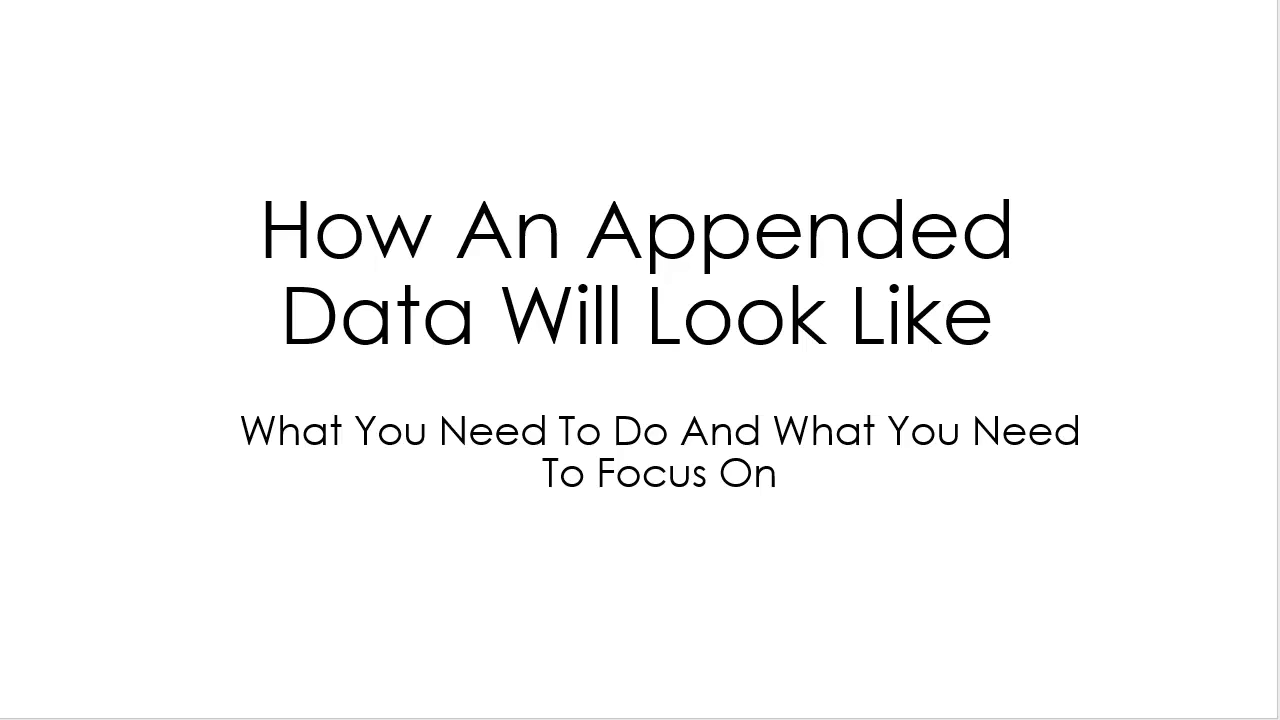 How An Appended
Data Will Look Like
What You Need To Do And What You Need
To Focus On